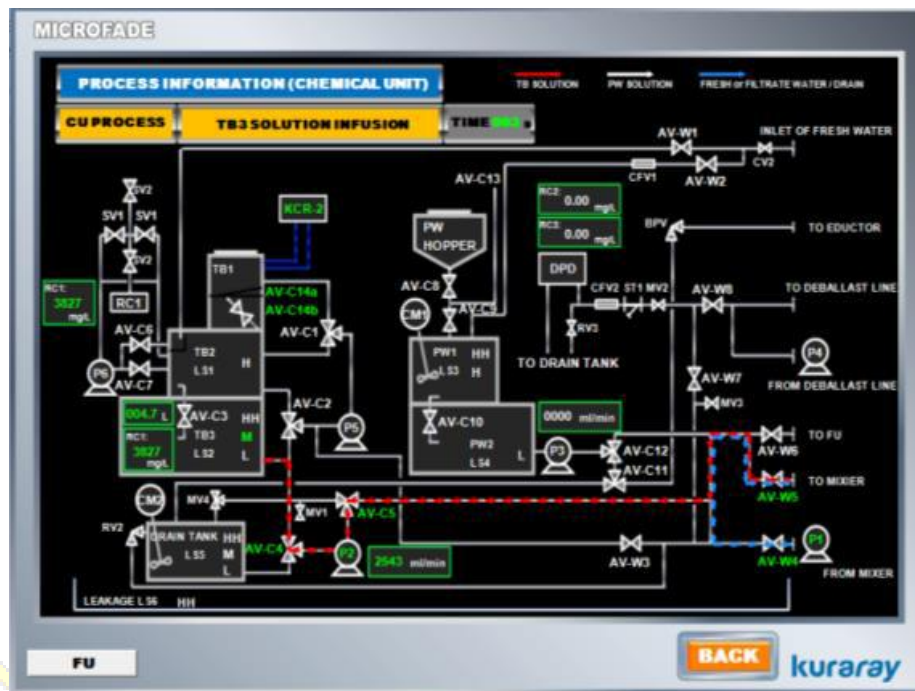 MICROFADE
PROCESS INFORMATION (CHEMICAL UNIT)
TB SOLUTION
PW SOLUTION
FRESH or FILTRATE WATER / DRAIN
CU PROCESS
TB3 SOLUTION INFUSION
TIME
s
AV-W1
INLET OF FRESH WATER
CFV1
AV-W2
CV2
AV-C13
SV2
SV1
SV1
SV2
KCR-2
RC2:
0.00
mg/L
RC3:
0.00
mg/L
BPV
TO EDUCTOR
PW
HOPPER
TB1
RC1:
3827
mg/L
RC1
AV-C14a
AV-C14b
AV-C8
AV-C9
DPD
CFV2
ST1
MV2
AV-W8
TO DEBALLAST LINE
AV-C6
AV-C1
CM1
RV3
TB2
LS1
H
PW1
LS3
HH
H
TO DRAIN TANK
P4
P6
AV-C7
AV-W7
FROM DEBALLAST LINE
AV-C2
MV3
004.7 L
AV-C3
HH
TB3
M
LS2
L
RC1:
3827
mg/L
P5
AV-C10
PW2
LS4
L
0000 ml/min
P3
AV-C12
AV-C11
TO FU
AV-W6
TO MIXIER
AV-W5
CM2
MV4
MV1
AV-C5
RV2
DRAIN TANK
HH
LS5
M
L
AV-C4
P2
2543 ml/min
AV-W3
AV-W4
P1
FROM MIXER
LEAKAGE LS6
HH
FU
BACK
kuraray